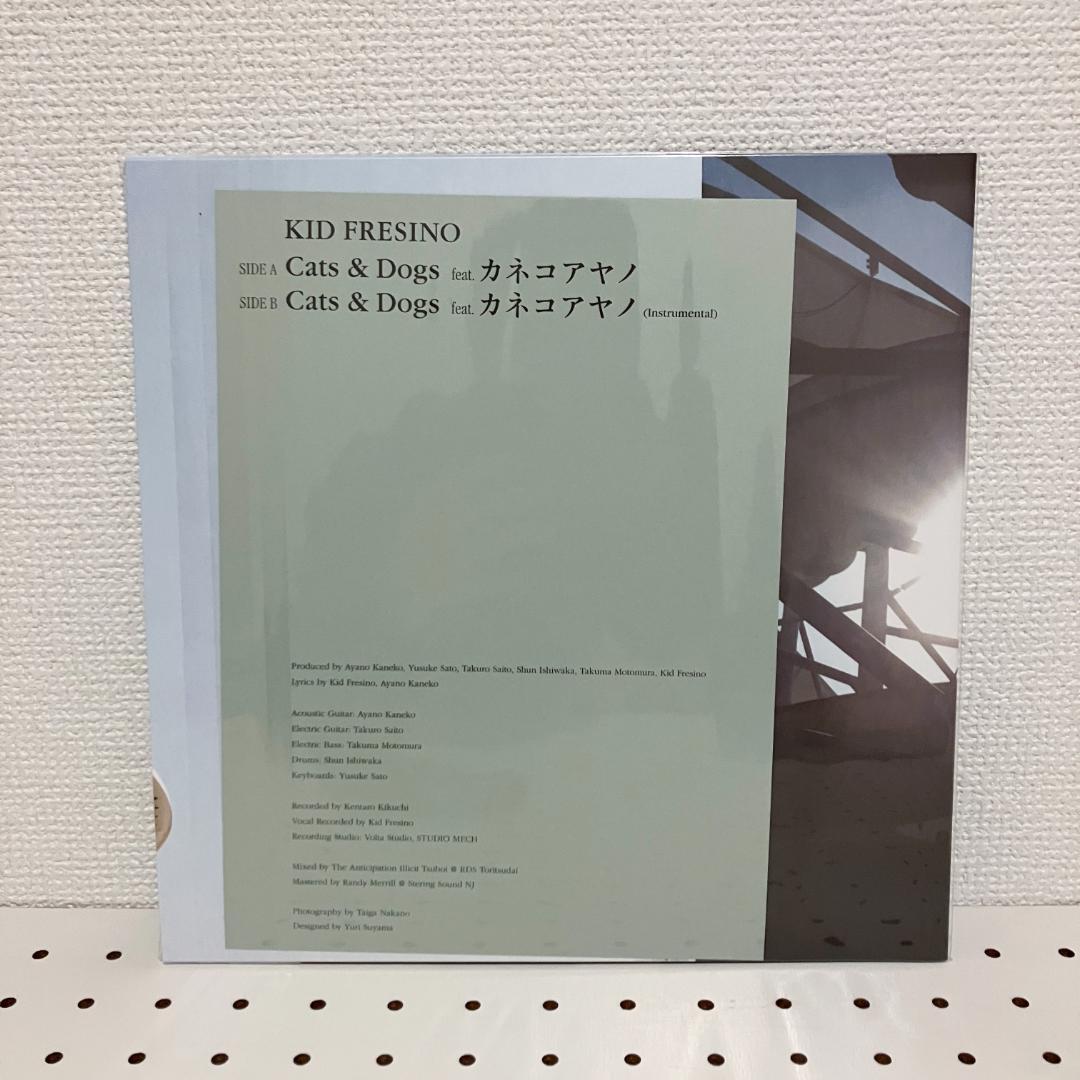 KID FRESINO
SIDE A Cats & Dogs feat. カネコアヤノ
SIDE B Cats & Dogs feat. カネコアヤノ (Instrumental)
Produced by Ayano Kaneko, Yusuke Sato, Takuro Saito, Shun Ishiwaka, Takuma Motomura, Kid Fresino
Lyrics by Kid Fresino, Ayano Kaneko
Acoustic Guitar: Ayano Kaneko
Electric Guitar: Takuro Saito
Electric Bass: Takuma Motomura
Drums: Shun Ishiwaka
Keyboards: Yusuke Sato
Recorded by Kentaro Kikuchi
Vocal Recorded by Kid Fresino
Recording Studio: Volta Studio, STUDIO MECH
Mixed by The Anticipation Illicit Tsuboi @ RDS Toritsudai
Mastered by Randy Merrill @ Stering Sound NJ
Photography by Taiga Nakano
Designed by Yuri Suyama